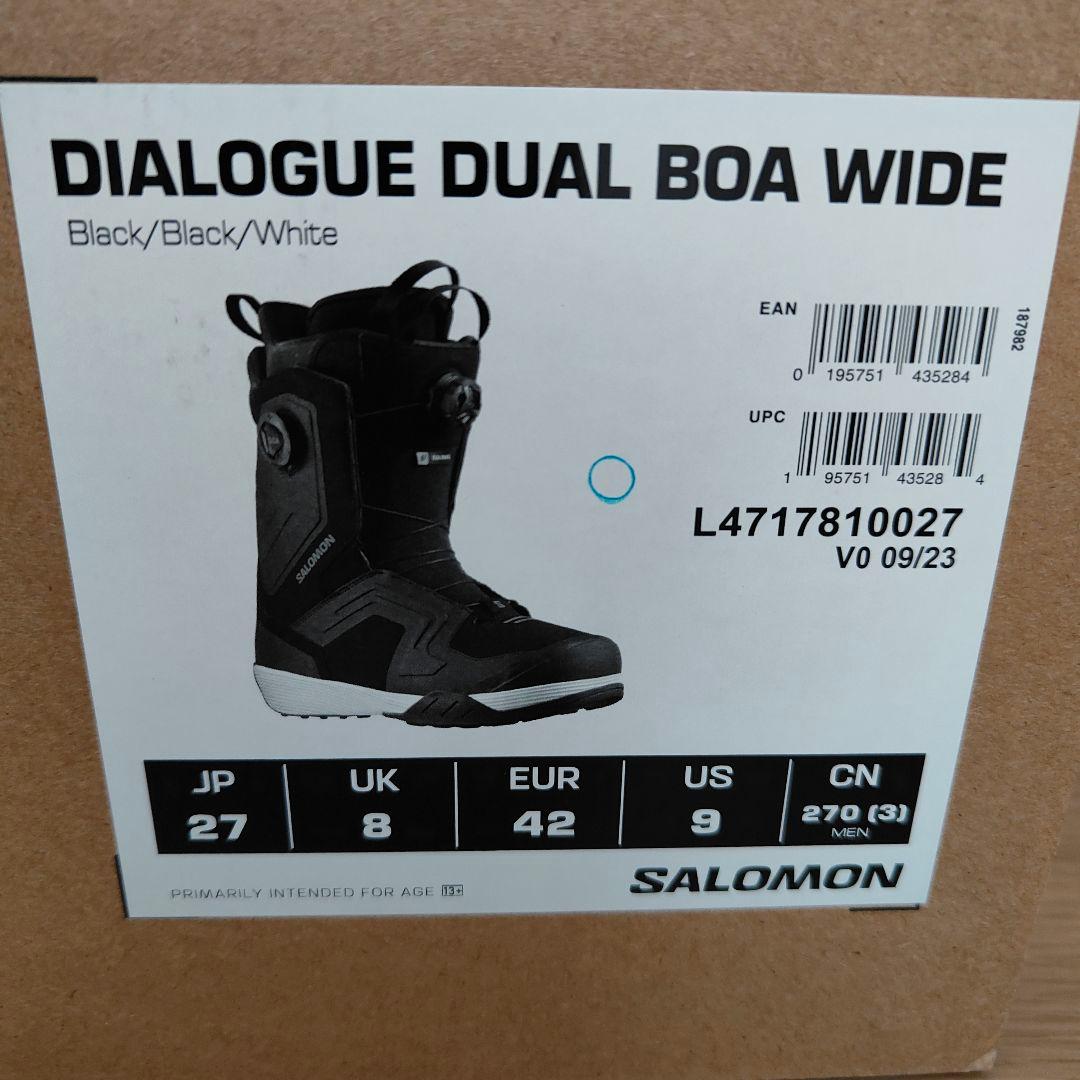 DIALOGUE DUAL BOA WIDE
Black/Black/White
EAN
0 195751 435284
187982
UPC
1 95751 43528 4
L4717810027
V0 09/23
SALOMON
JP UK EUR US CN
27 8 42 9 270 (3)
MEN
PRIMARILY INTENDED FOR AGE 13+
SALOMON